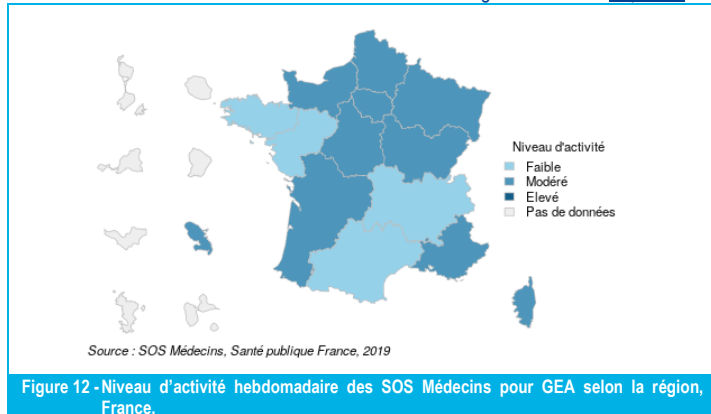 Niveau d'activité
Faible
Modéré
Elevé
Pas de données
Source : SOS Médecins, Santé publique France, 2019
Figure 12 - Niveau d'activité hebdomadaire des SOS Médecins pour GEA selon la région,
France.